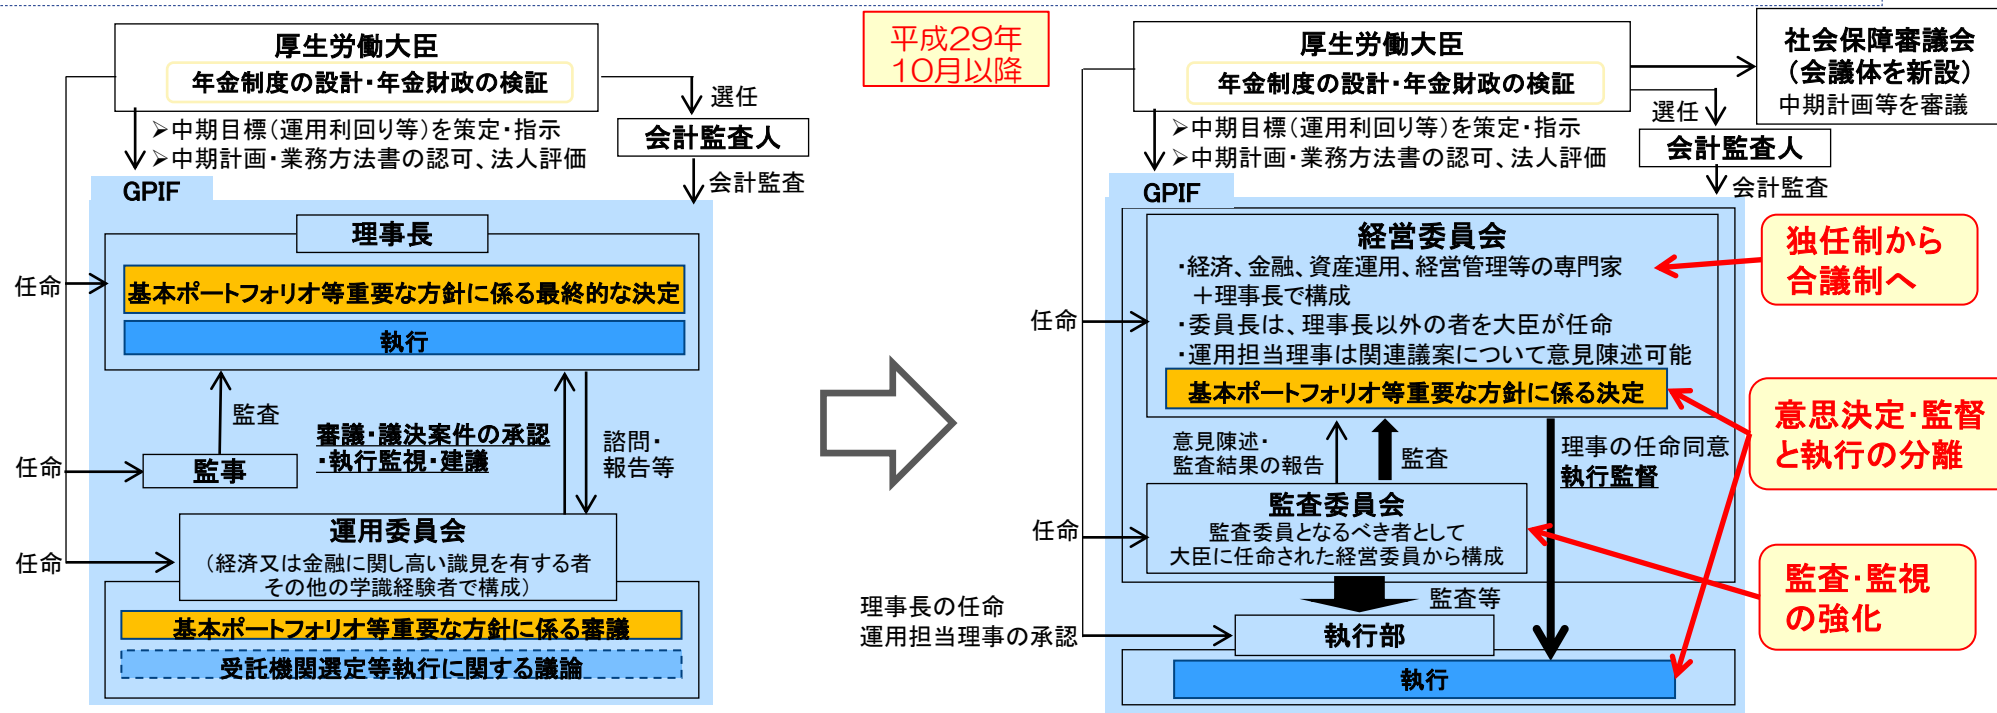 厚生労働大臣
年金制度の設計・年金財政の検証
選任
➢中期目標（運用利回り等）を策定・指示
➢中期計画・業務方法書の認可、法人評価
会計監査人
会計監査
GPIF
理事長
任命
基本ポートフォリオ等重要な方針に係る最終的な決定
執行
監査
審議・議決案件の承認
・執行監視・建議
諮問・
報告等
任命
監事
運用委員会
任命
（経済又は金融に関し高い識見を有する者
その他の学識経験者で構成）
基本ポートフォリオ等重要な方針に係る審議
受託機関選定等執行に関する議論
平成29年
10月以降
厚生労働大臣
年金制度の設計・年金財政の検証
社会保障審議会
（会議体を新設）
中期計画等を審議
選任
➢中期目標（運用利回り等）を策定・指示
➢中期計画・業務方法書の認可、法人評価
会計監査人
会計監査
GPIF
経営委員会
・経済、金融、資産運用、経営管理等の専門家
＋理事長で構成
任命
・委員長は、理事長以外の者を大臣が任命
・運用担当理事は関連議案について意見陳述可能
基本ポートフォリオ等重要な方針に係る決定
独任制から
合議制へ
意思決定・監督
と執行の分離
意見陳述・
監査結果の報告
監査
理事の任命同意
執行監督
監査委員会
任命
監査委員となるべき者として
大臣に任命された経営委員から構成
監査・監視
の強化
監査等
理事長の任命
運用担当理事の承認
執行部
執行